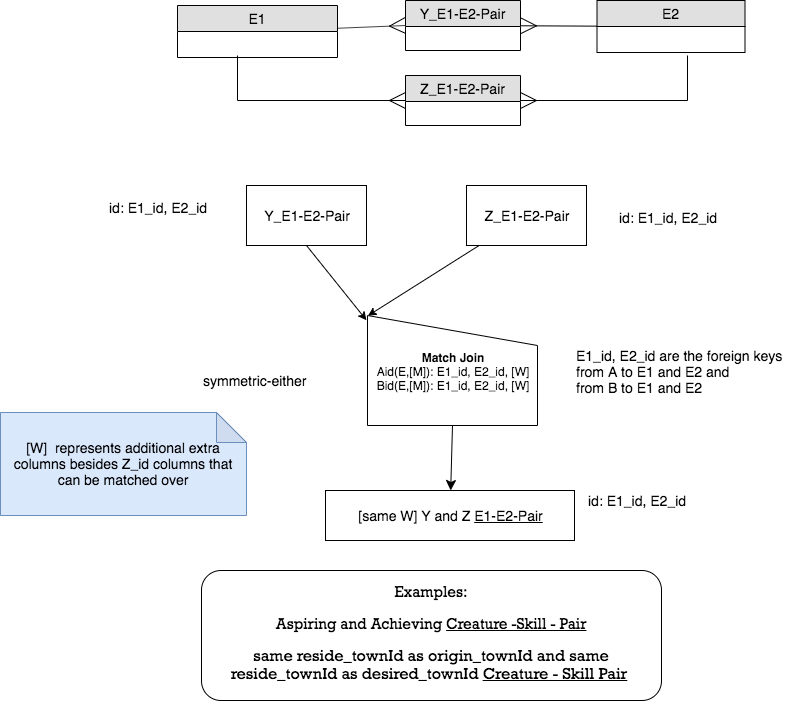 E1
Y_E1-E2-Pair
E2
Z_E1-E2-Pair
id: E1_id, E2_id
Y_E1-E2-Pair
Z_E1-E2-Pair
id: E1_id, E2_id
Match Join
Aid(E,[M]): E1_id, E2_id, [W]
Bid(E,[M]): E1_id, E2_id, [W]
E1_id, E2_id are the foreign keys
from A to E1 and E2 and
from B to E1 and E2
symmetric-either
[W]  represents additional extra
columns besides Z_id columns that
can be matched over
[same W] Y and Z E1-E2-Pair
id: E1_id, E2_id
Examples:
Aspiring and Achieving Creature -Skill - Pair
same reside_townId as origin_townId and same
reside_townId as desired_townId Creature - Skill Pair